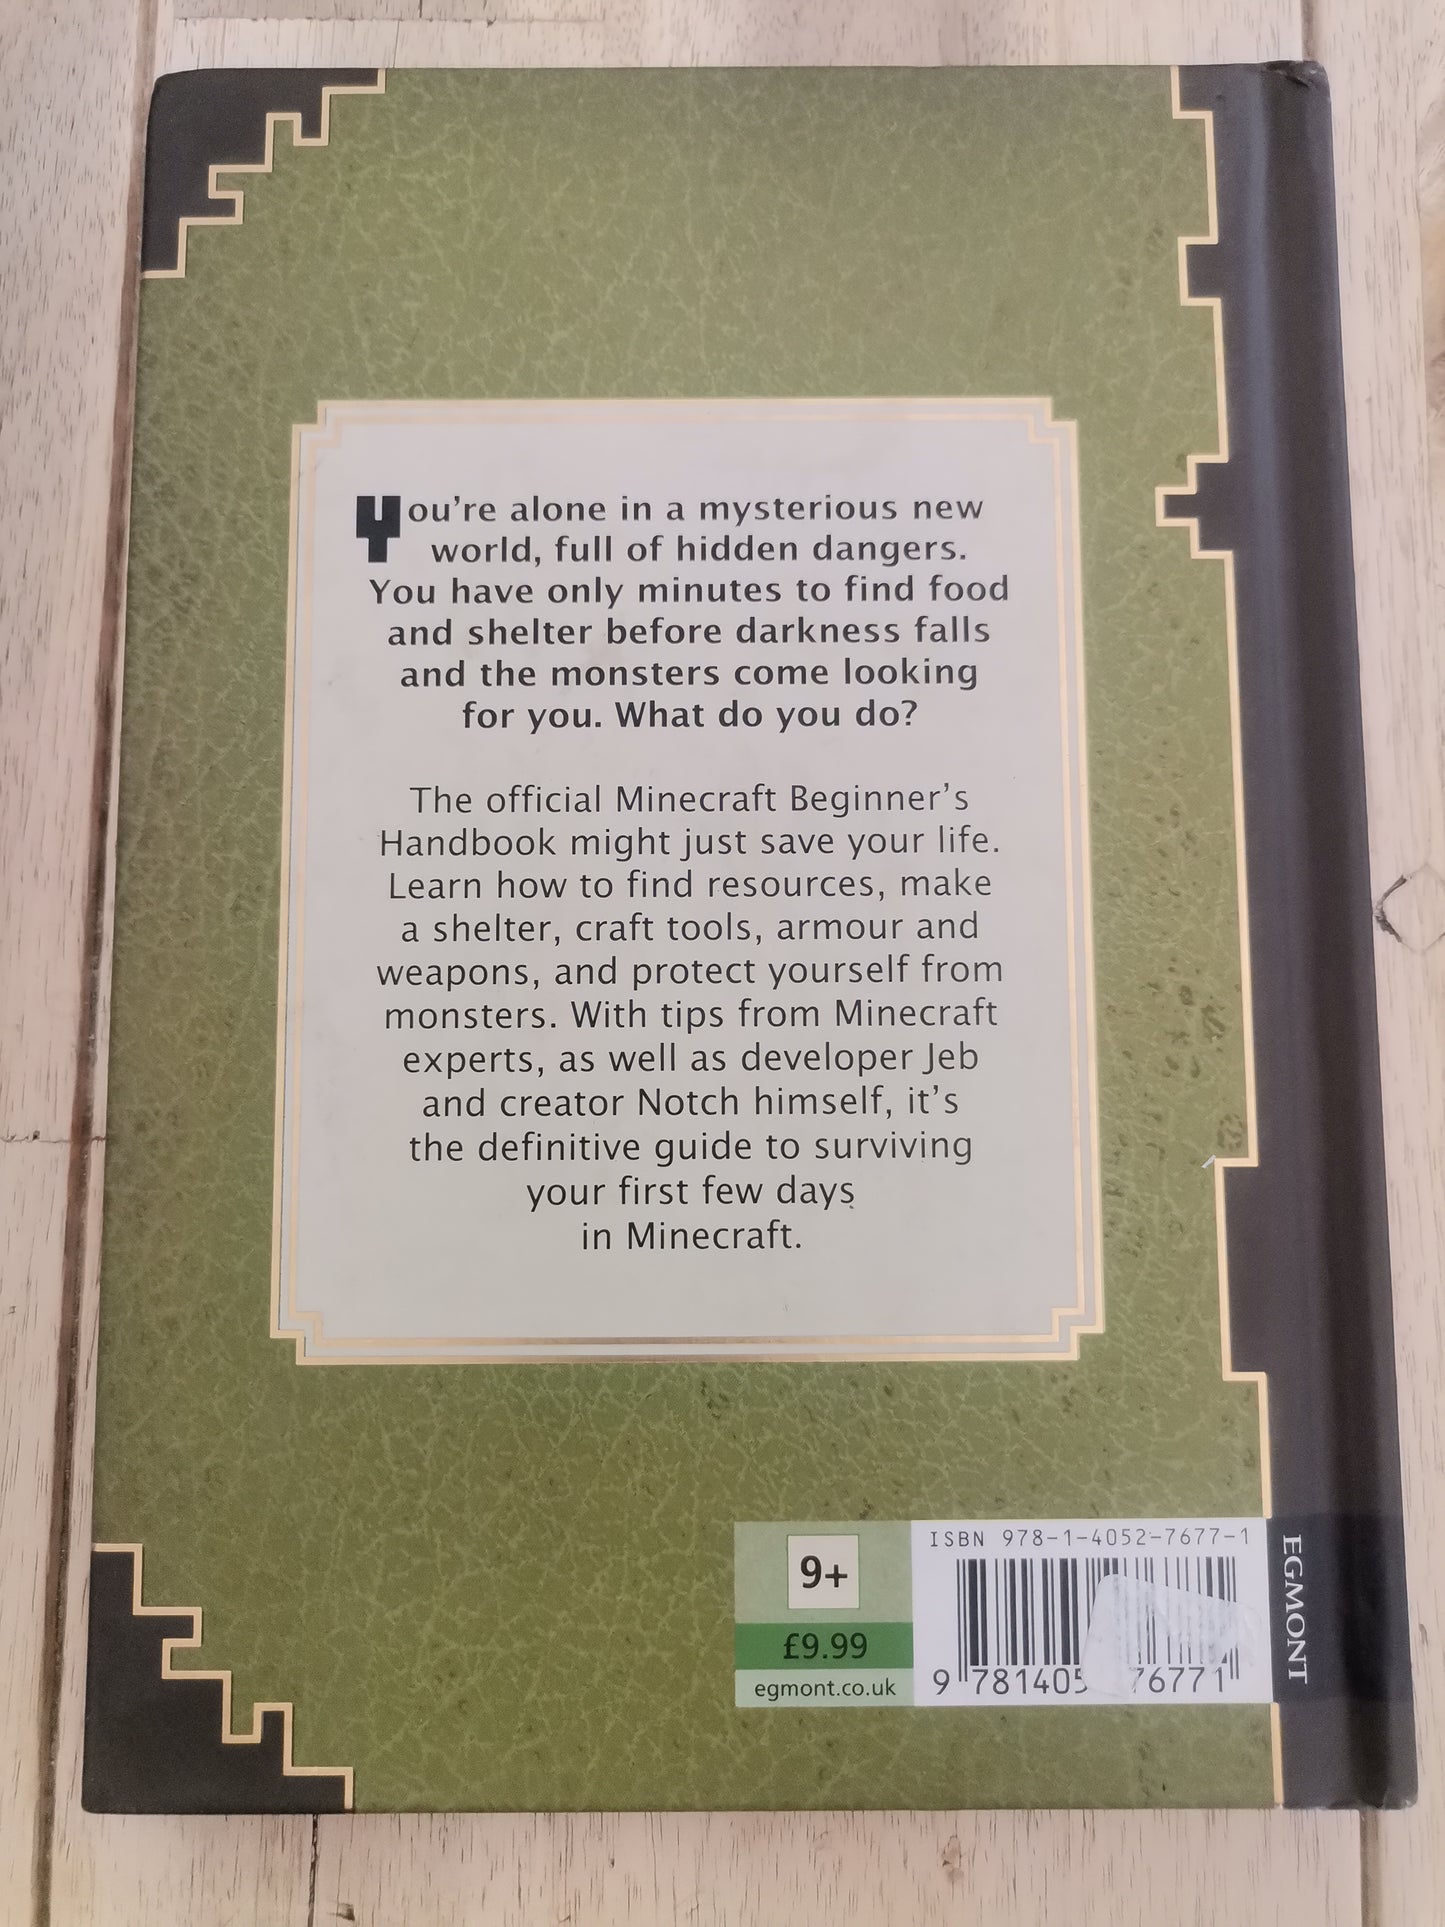 You're alone in a mysterious new
world, full of hidden dangers.
You have only minutes to find food
and shelter before darkness falls
and the monsters come looking
for you. What do you do?
The official Minecraft Beginner's
Handbook might just save your life.
Learn how to find resources, make
a shelter, craft tools, armour and
weapons, and protect yourself from
monsters. With tips from Minecraft
experts, as well as developer Jeb
and creator Notch himself, it's
the definitive guide to surviving
your first few days
in Minecraft.
9+
£9.99
egmont.co.uk
ISBN 978-1-4052-7677-1
9 781405 76771
EGMONT